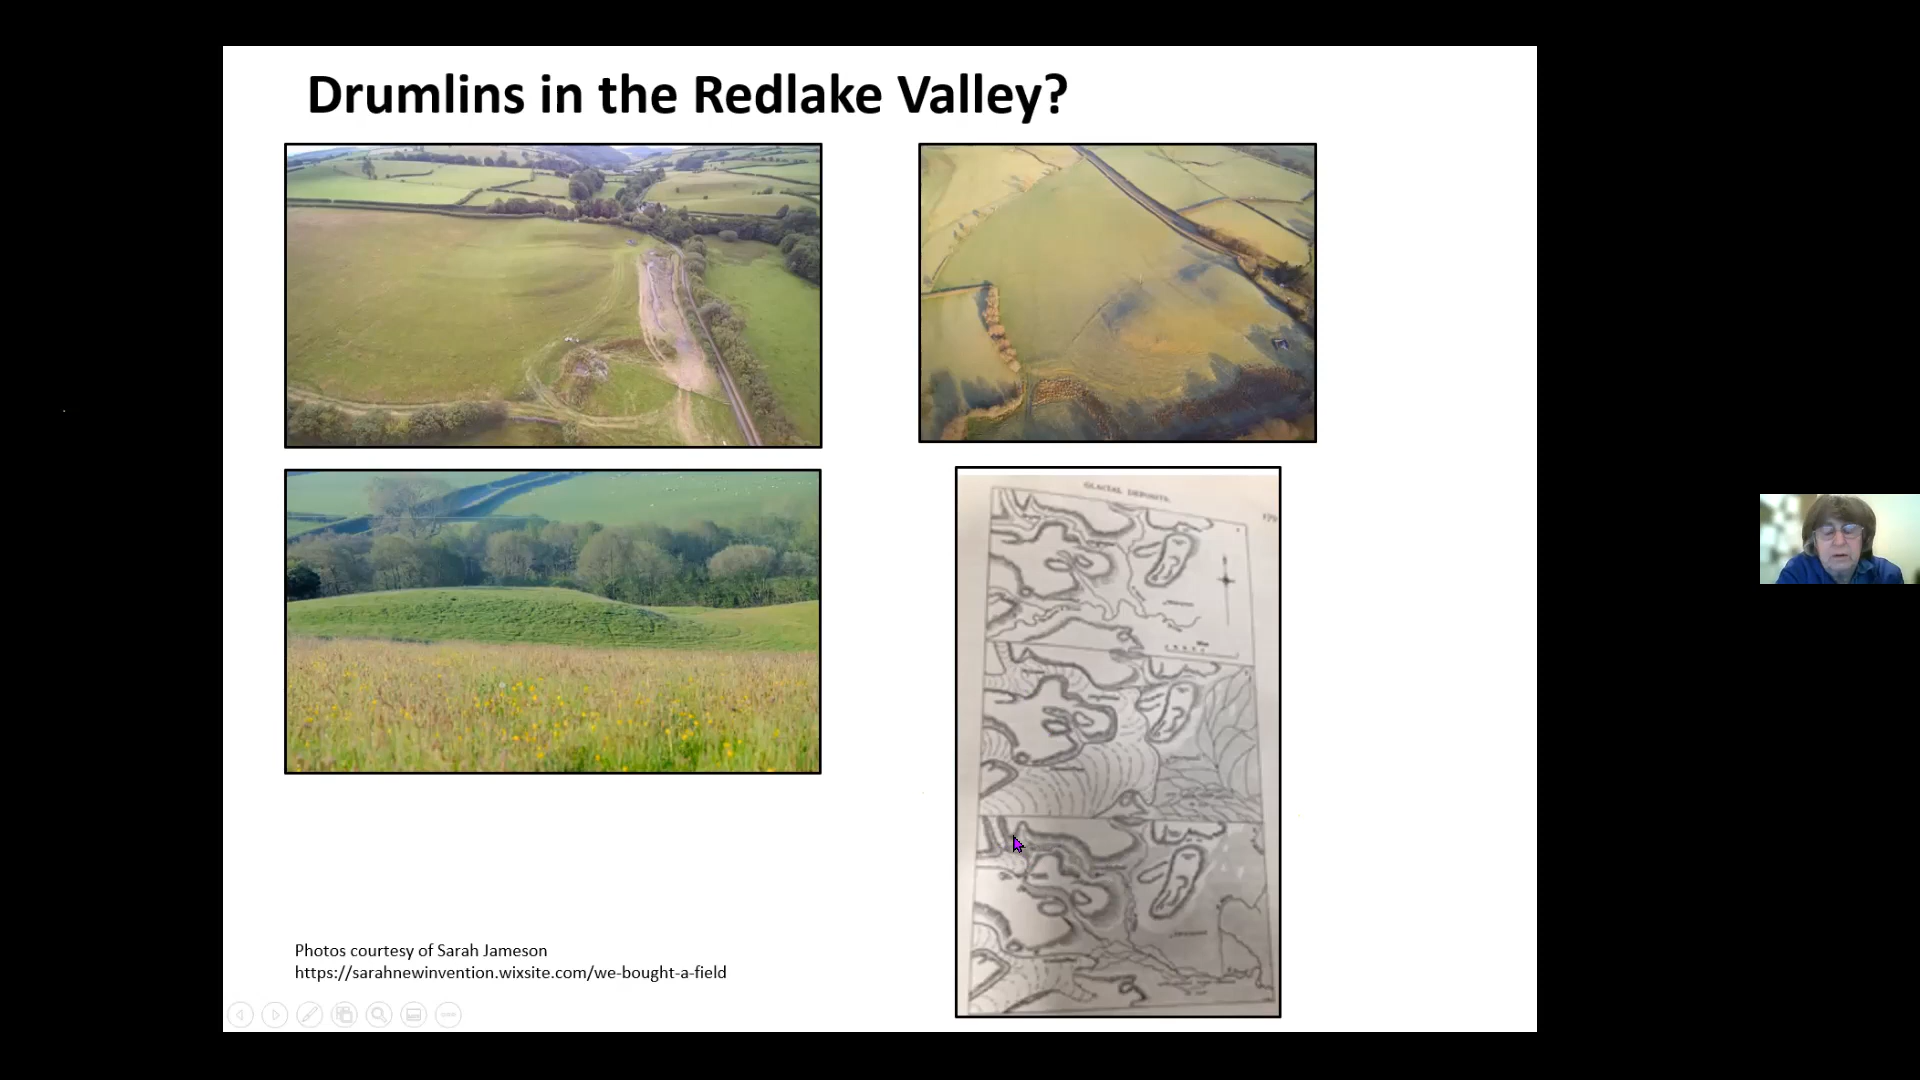 Drumlins in the Redlake Valley?
GLACIAL DEPOSITS
Photos courtesy of Sarah Jameson
https://sarahnewinvention.wixsite.com/we-bought-a-field